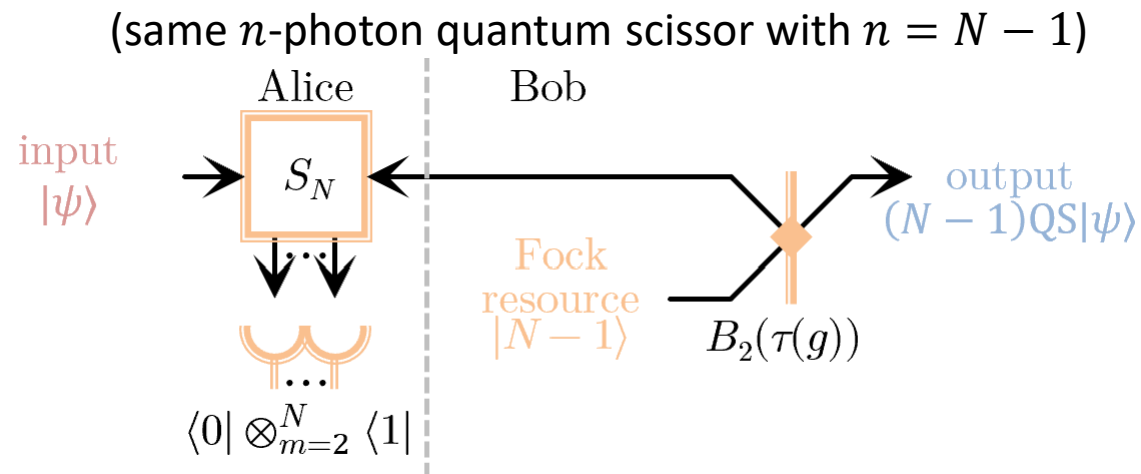 (same n-photon quantum scissor with n = N − 1)
Alice
Bob
input
|ψ⟩
S_N
output
(N − 1)QS|ψ⟩
...
Fock
resource
|N − 1⟩
B₂(τ(g))
...
⟨0| ⊗_{m=2}^{N} ⟨1|